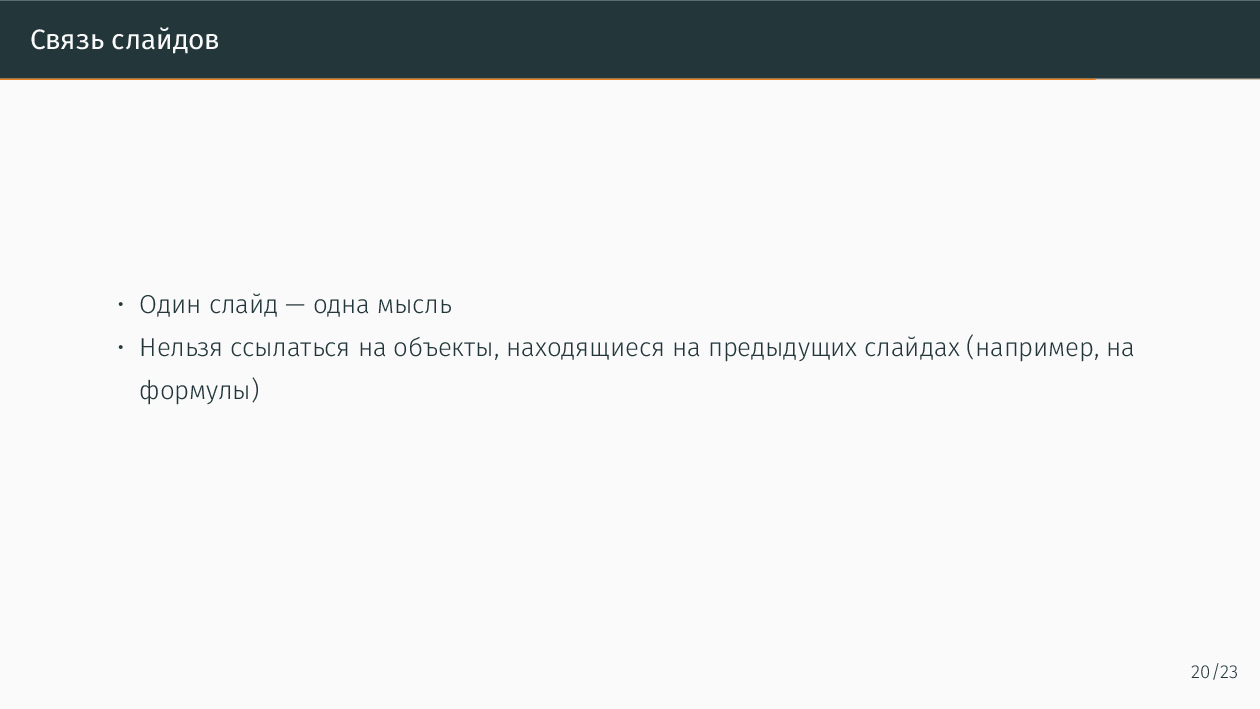 Связь слайдов
• Один слайд — одна мысль
• Нельзя ссылаться на объекты, находящиеся на предыдущих слайдах (например, на
формулы)
20/23